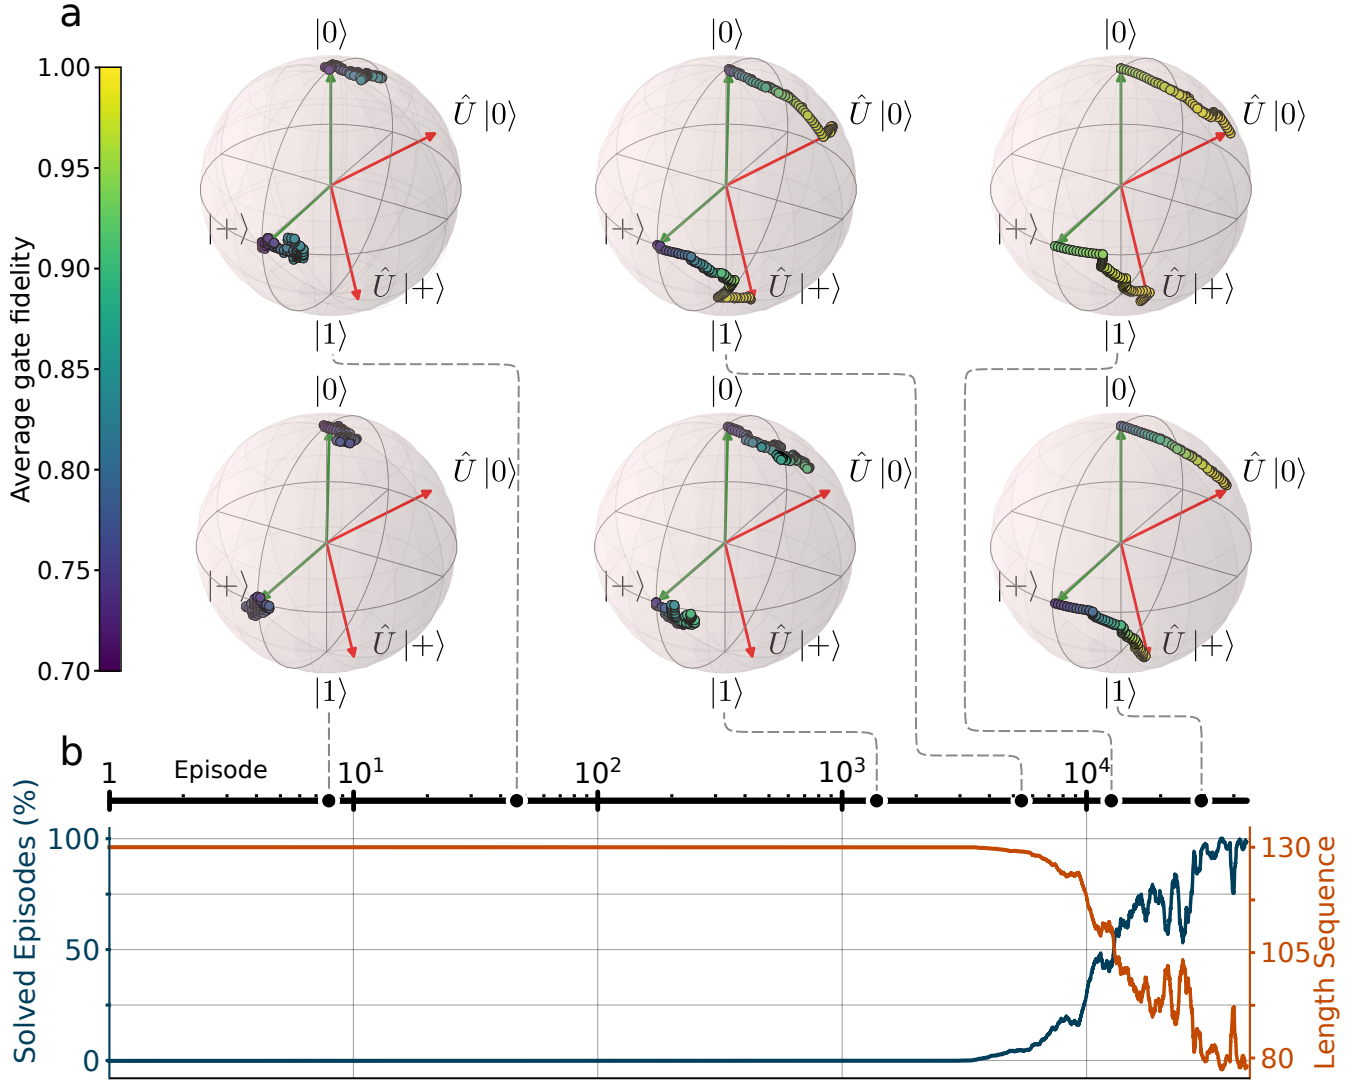 a
|0⟩ |0⟩ |0⟩
1.00
0.95
0.90
0.85
0.80
0.75
0.70
Average gate fidelity
Û |0⟩ Û |0⟩ Û |0⟩
|+⟩ |+⟩ |+⟩
Û |+⟩ Û |+⟩ Û |+⟩
|1⟩ |1⟩ |1⟩
|0⟩ |0⟩ |0⟩
Û |0⟩ Û |0⟩ Û |0⟩
|+⟩ |+⟩ |+⟩
Û |+⟩ Û |+⟩ Û |+⟩
|1⟩ |1⟩ |1⟩
b
1 Episode 10¹ 10² 10³ 10⁴
Solved Episodes (%)
100
50
0
130
105
80
Length Sequence